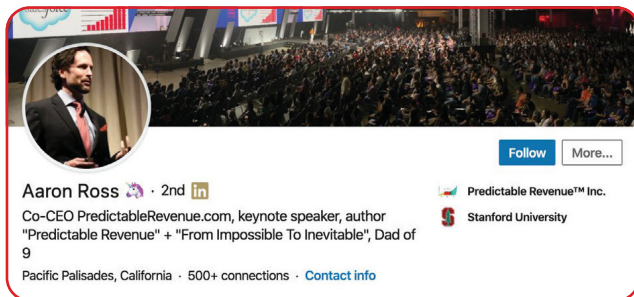 Follow
More...
Aaron Ross 🦄 · 2nd in
Predictable Revenue™ Inc.
Co-CEO PredictableRevenue.com, keynote speaker, author
"Predictable Revenue" + "From Impossible To Inevitable", Dad of
9
Stanford University
Pacific Palisades, California · 500+ connections · Contact info